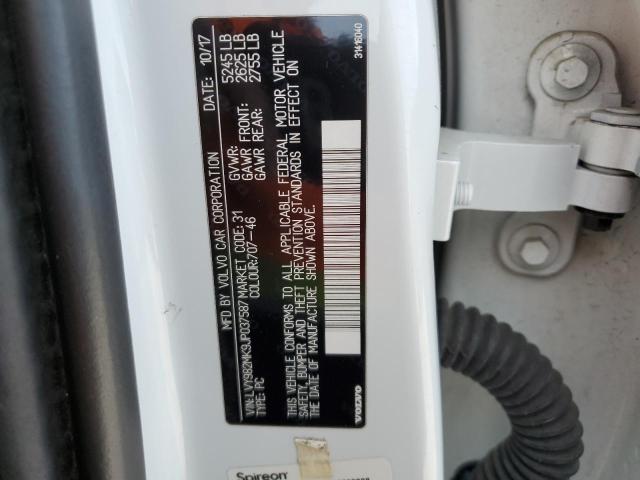 MFD BY VOLVO CAR CORPORATION DATE: 10/17
GVWR: 5245 LB
GAWR FRONT: 2625 LB
GAWR REAR: 2755 LB
VIN:LVY982MK9JP037587 MARKET CODE: 31
TYPE: PC COLOUR:707-46
THIS VEHICLE CONFORMS TO ALL APPLICABLE FEDERAL MOTOR VEHICLE
SAFETY, BUMPER AND THEFT PREVENTION STANDARDS IN EFFECT ON
THE DATE OF MANUFACTURE SHOWN ABOVE.
VOLVO
31416040
Spireon